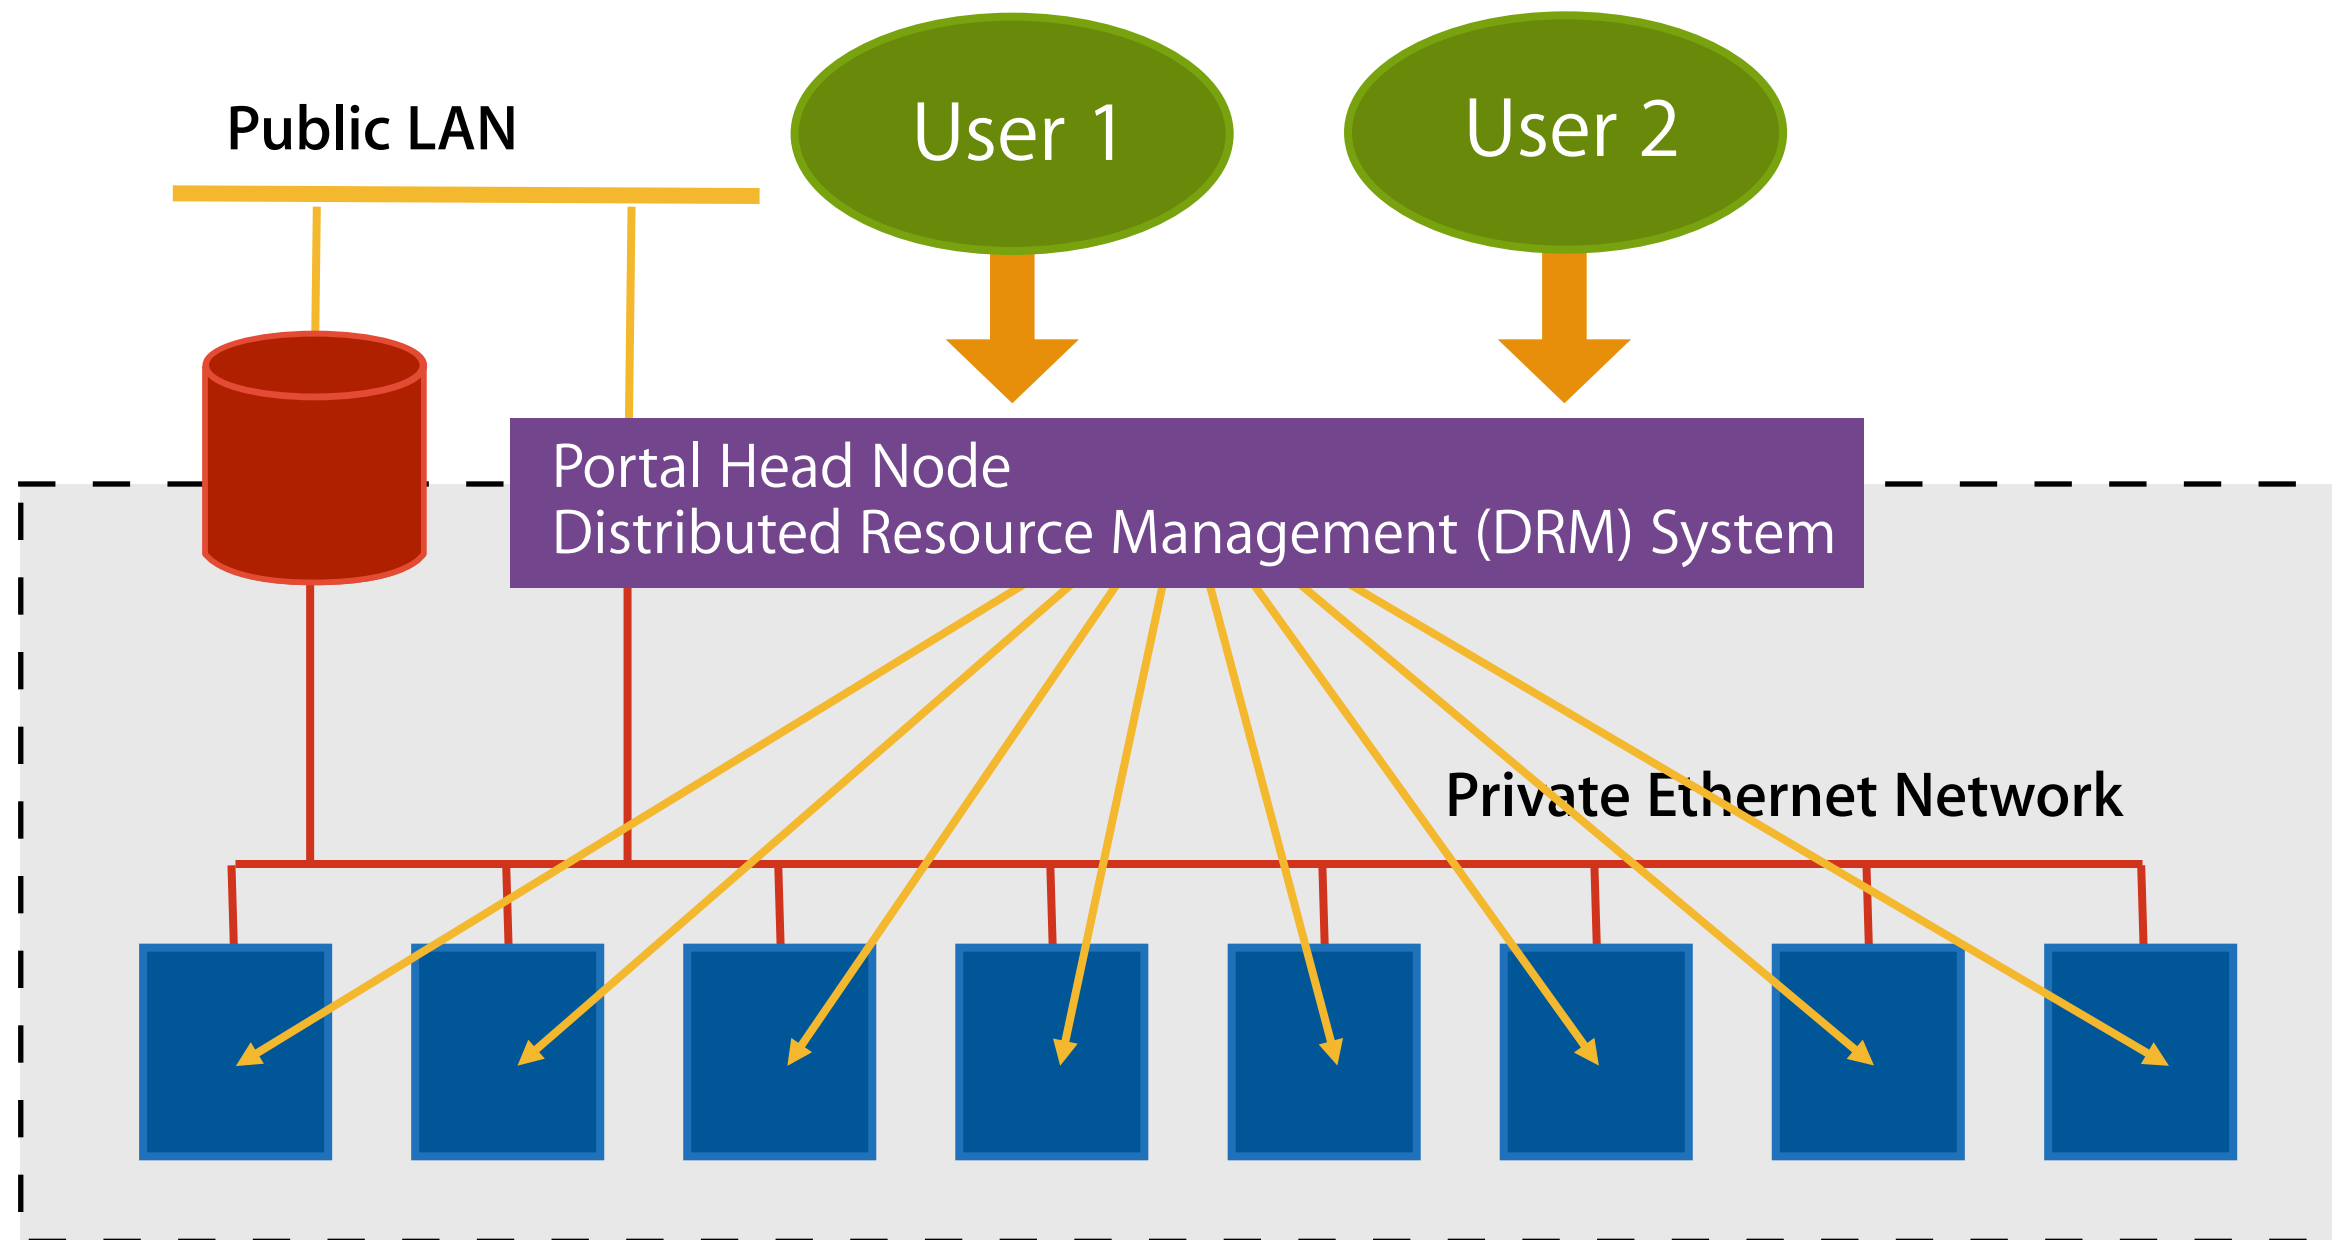 Public LAN
User 1
User 2
Portal Head Node
Distributed Resource Management (DRM) System
Private Ethernet Network